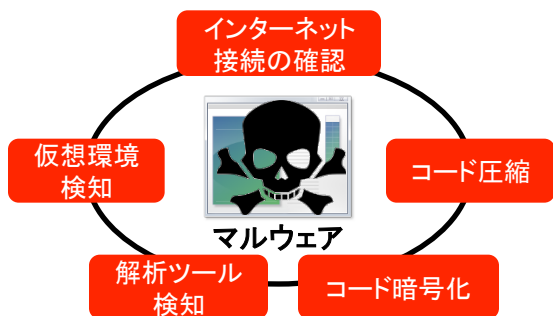 インターネット
接続の確認
仮想環境
検知
コード圧縮
マルウェア
解析ツール
検知
コード暗号化